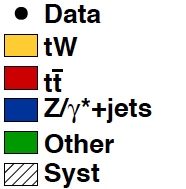 Data
tW
tt̅
Z/γ*+jets
Other
Syst